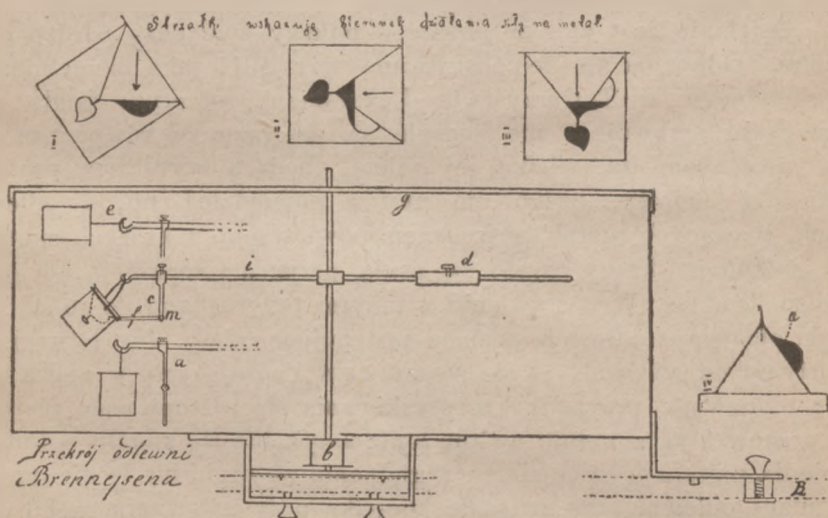 Strzałki wskazują kierunek działania siły na metal.
I
II
III
g
e
i
d
c
f
m
a
a
IV
b
B
Przekrój odlewni
Brennejsena